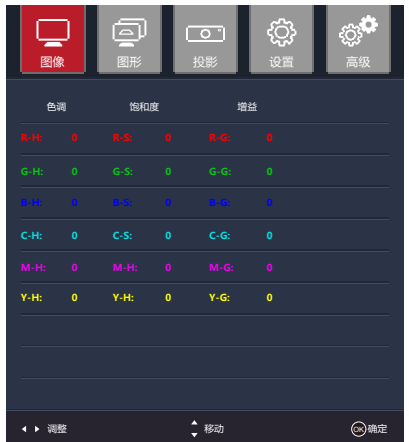 图像 图形 投影 设置 高级
色调 饱和度 增益
R-H: 0 R-S: 0 R-G: 0
G-H: 0 G-S: 0 G-G: 0
B-H: 0 B-S: 0 B-G: 0
C-H: 0 C-S: 0 C-G: 0
M-H: 0 M-H: 0 M-G: 0
Y-H: 0 Y-H: 0 Y-G: 0
调整 移动 OK 确定